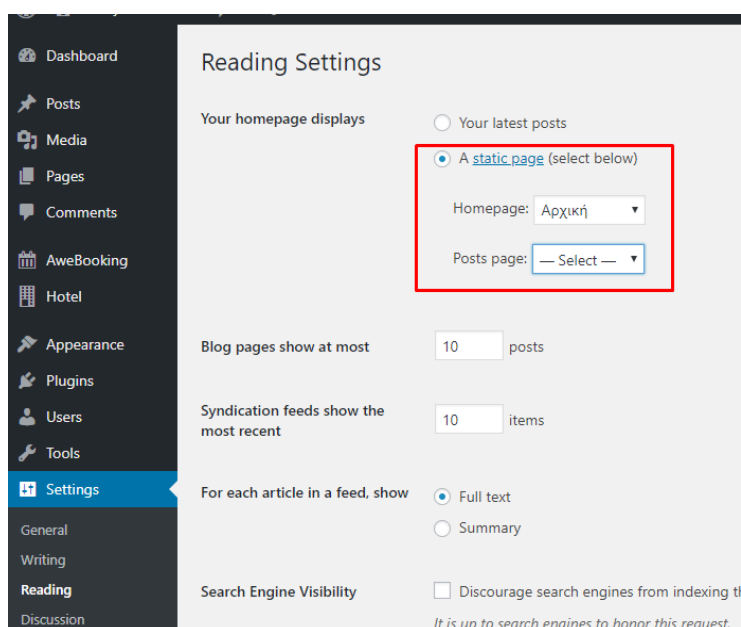 Dashboard
Posts
Media
Pages
Comments
AweBooking
Hotel
Appearance
Plugins
Users
Tools
Settings
General
Writing
Reading
Discussion
Reading Settings
Your homepage displays
Your latest posts
A static page (select below)
Homepage: Αρχική
Posts page: — Select —
Blog pages show at most 10 posts
Syndication feeds show the
most recent
10 items
For each article in a feed, show
Full text
Summary
Search Engine Visibility
Discourage search engines from indexing
It is up to search engines to honor this request.